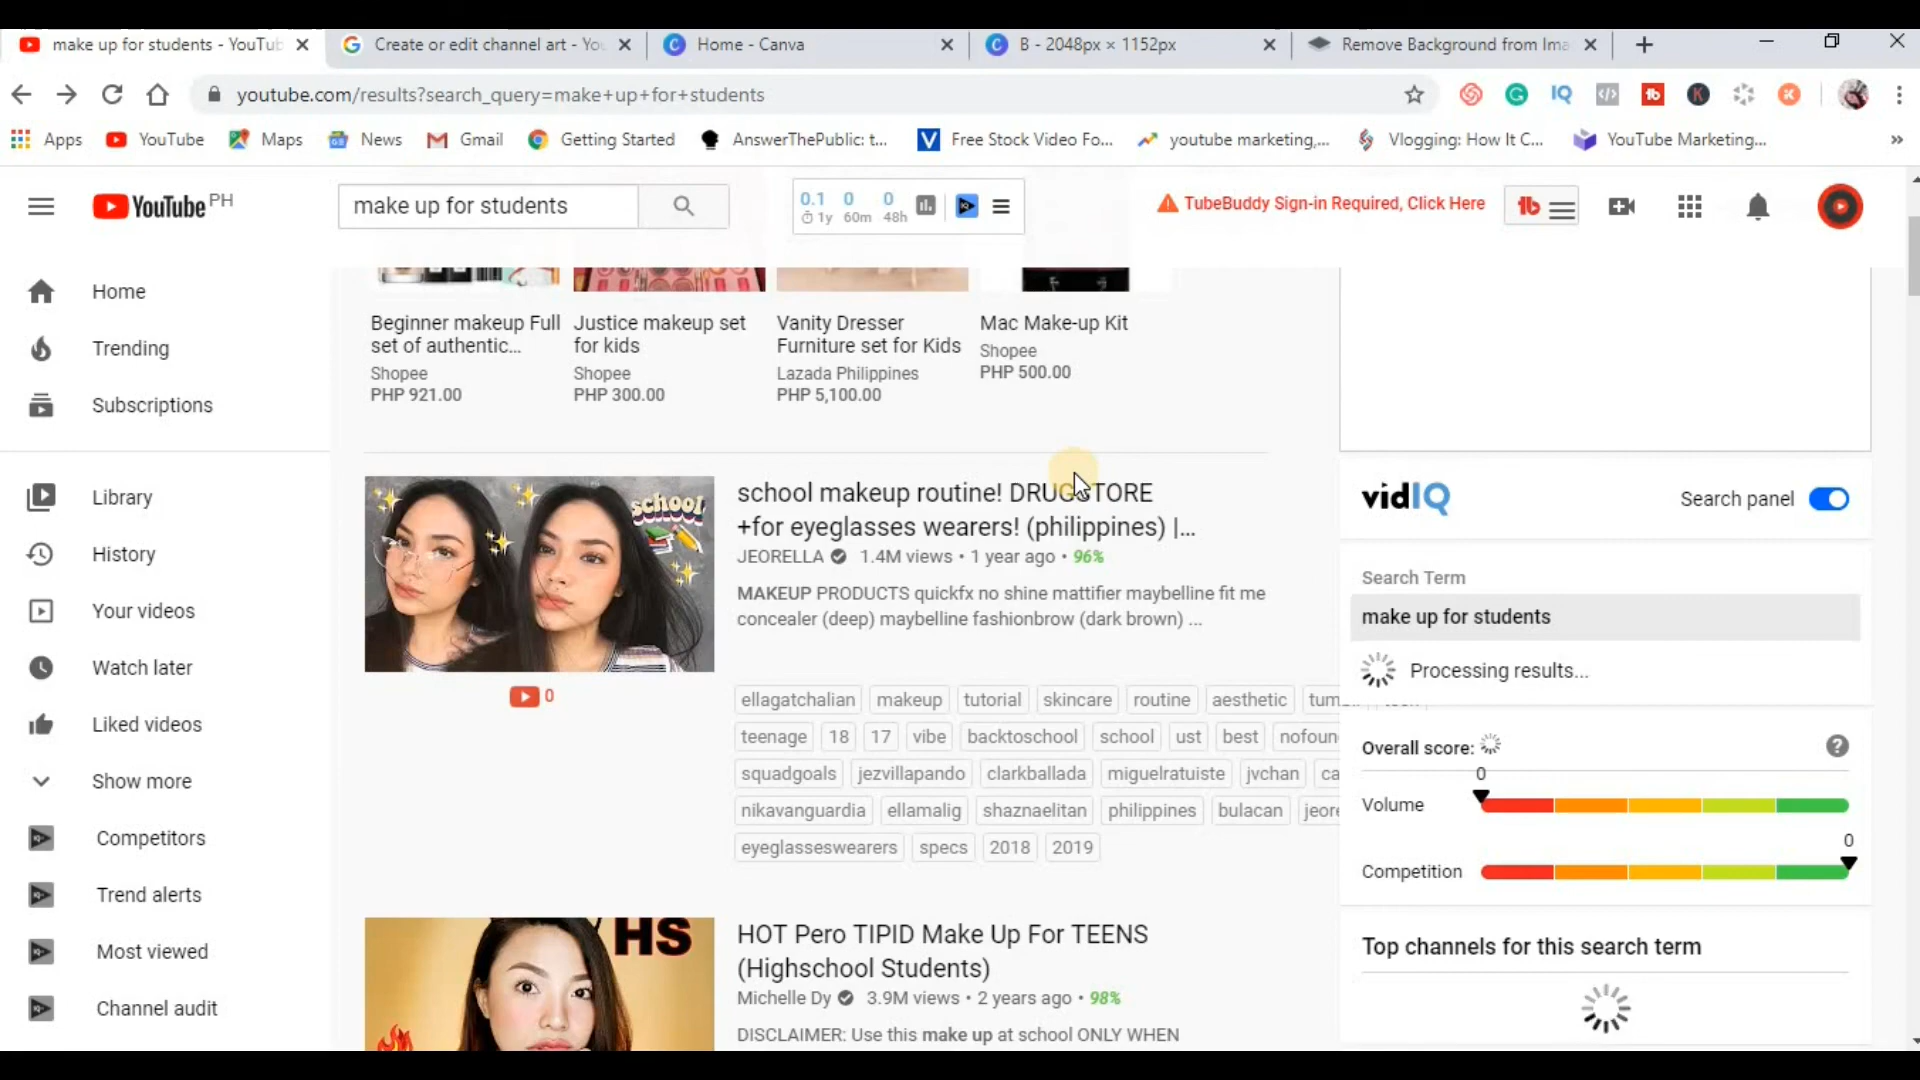 make up for students - YouTub
Create or edit channel art - You
Home - Canva
B - 2048px × 1152px
Remove Background from Ima
youtube.com/results?search_query=make+up+for+students
Apps
YouTube
Maps
News
Gmail
Getting Started
AnswerThePublic: t...
Free Stock Video Fo...
youtube marketing,...
Vlogging: How It C...
YouTube Marketing...
YouTube PH
make up for students
0.1 0 0
1y 60m 48h
TubeBuddy Sign-in Required, Click Here
Home
Trending
Subscriptions
Library
History
Your videos
Watch later
Liked videos
Show more
Competitors
Trend alerts
Most viewed
Channel audit
Beginner makeup Full
set of authentic...
Shopee
PHP 921.00
Justice makeup set
for kids
Shopee
PHP 300.00
Vanity Dresser
Furniture set for Kids
Lazada Philippines
PHP 5,100.00
Mac Make-up Kit
Shopee
PHP 500.00
school
school makeup routine! DRUGSTORE
+for eyeglasses wearers! (philippines) |...
JEORELLA 1.4M views • 1 year ago • 96%
MAKEUP PRODUCTS quickfx no shine mattifier maybelline fit me
concealer (deep) maybelline fashionbrow (dark brown) ...
0
ellagatchalian makeup tutorial skincare routine aesthetic
teenage 18 17 vibe backtoschool school ust best nofoun
squadgoals jezvillapando clarkballada miguelratuiste jvchan ca
nikavanguardia ellamalig shaznaelitan philippines bulacan jeore
eyeglasseswearers specs 2018 2019
HS
HOT Pero TIPID Make Up For TEENS
(Highschool Students)
Michelle Dy 3.9M views • 2 years ago • 98%
DISCLAIMER: Use this make up at school ONLY WHEN
vidIQ
Search panel
Search Term
make up for students
Processing results...
Overall score:
0
Volume
0
Competition
Top channels for this search term